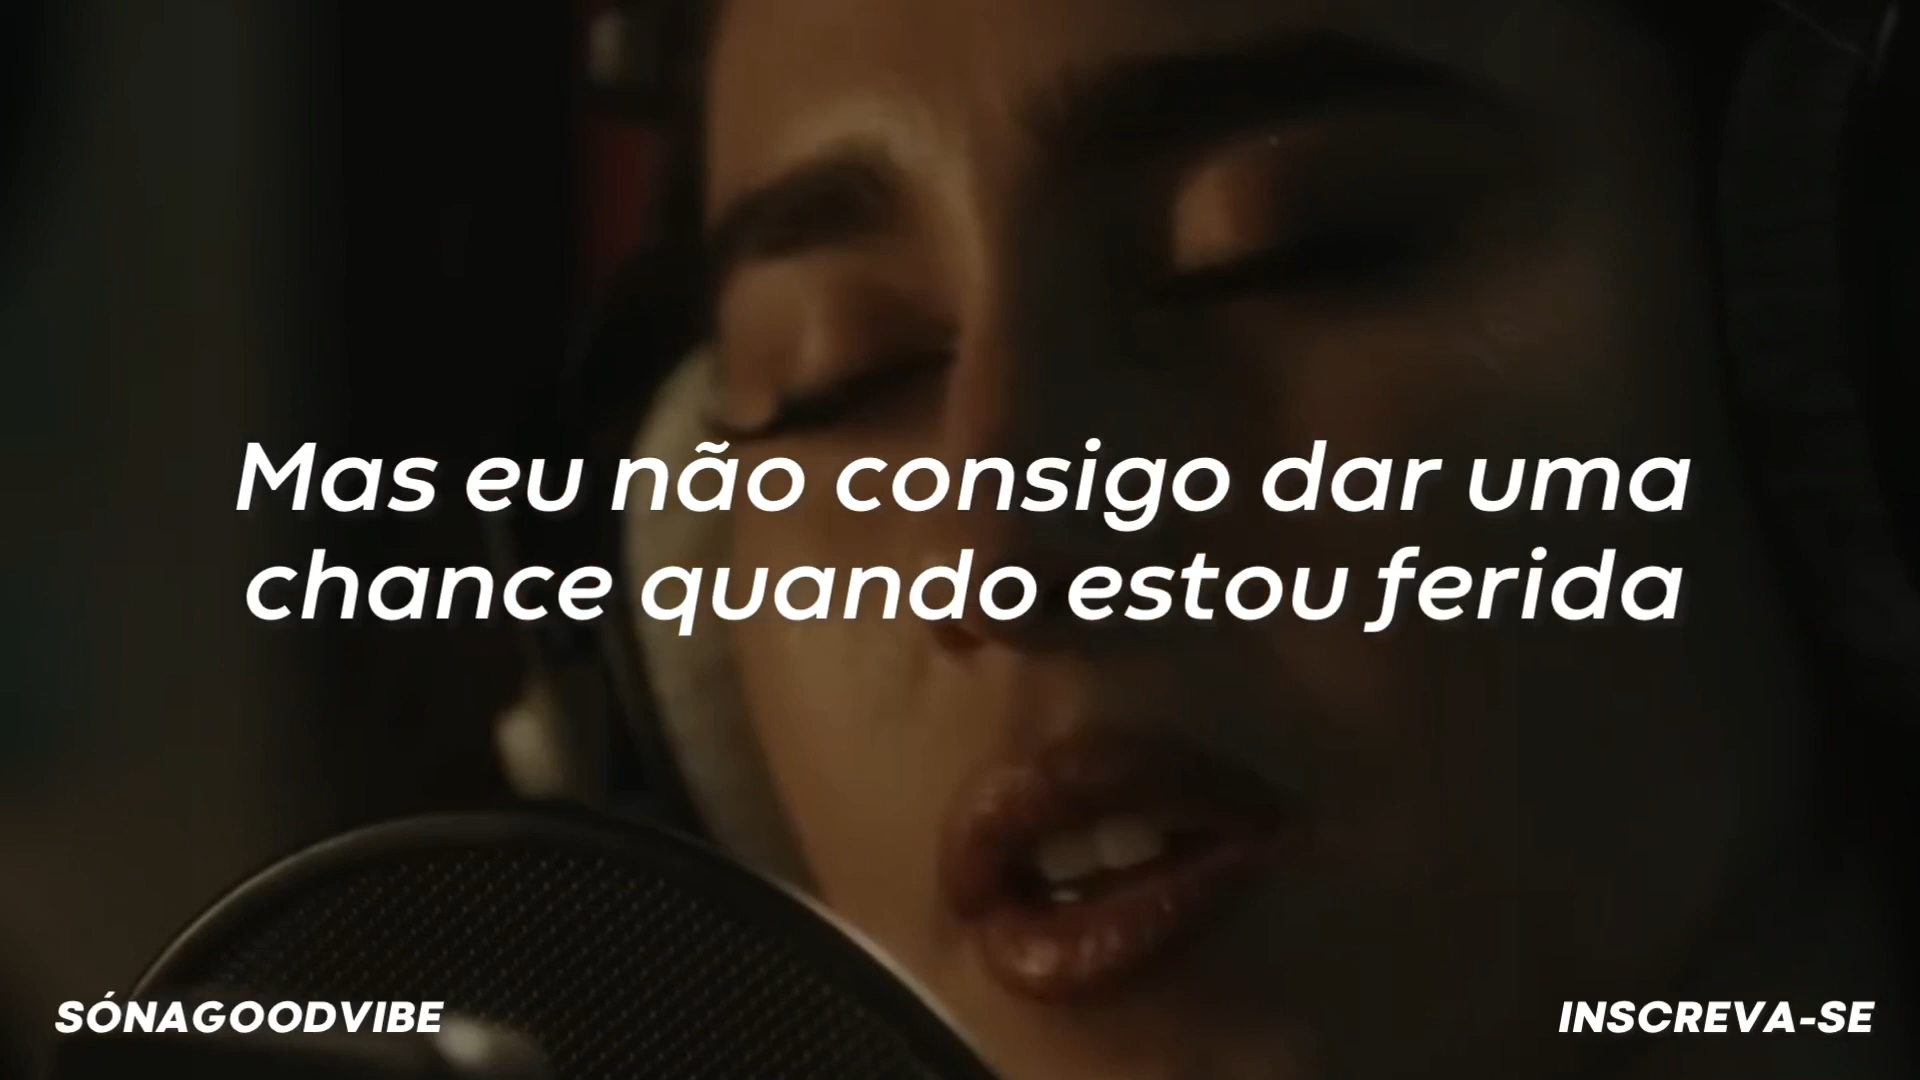 Mas eu não consigo dar uma
chance quando estou ferida
SÓNAGOODVIBE
INSCREVA-SE